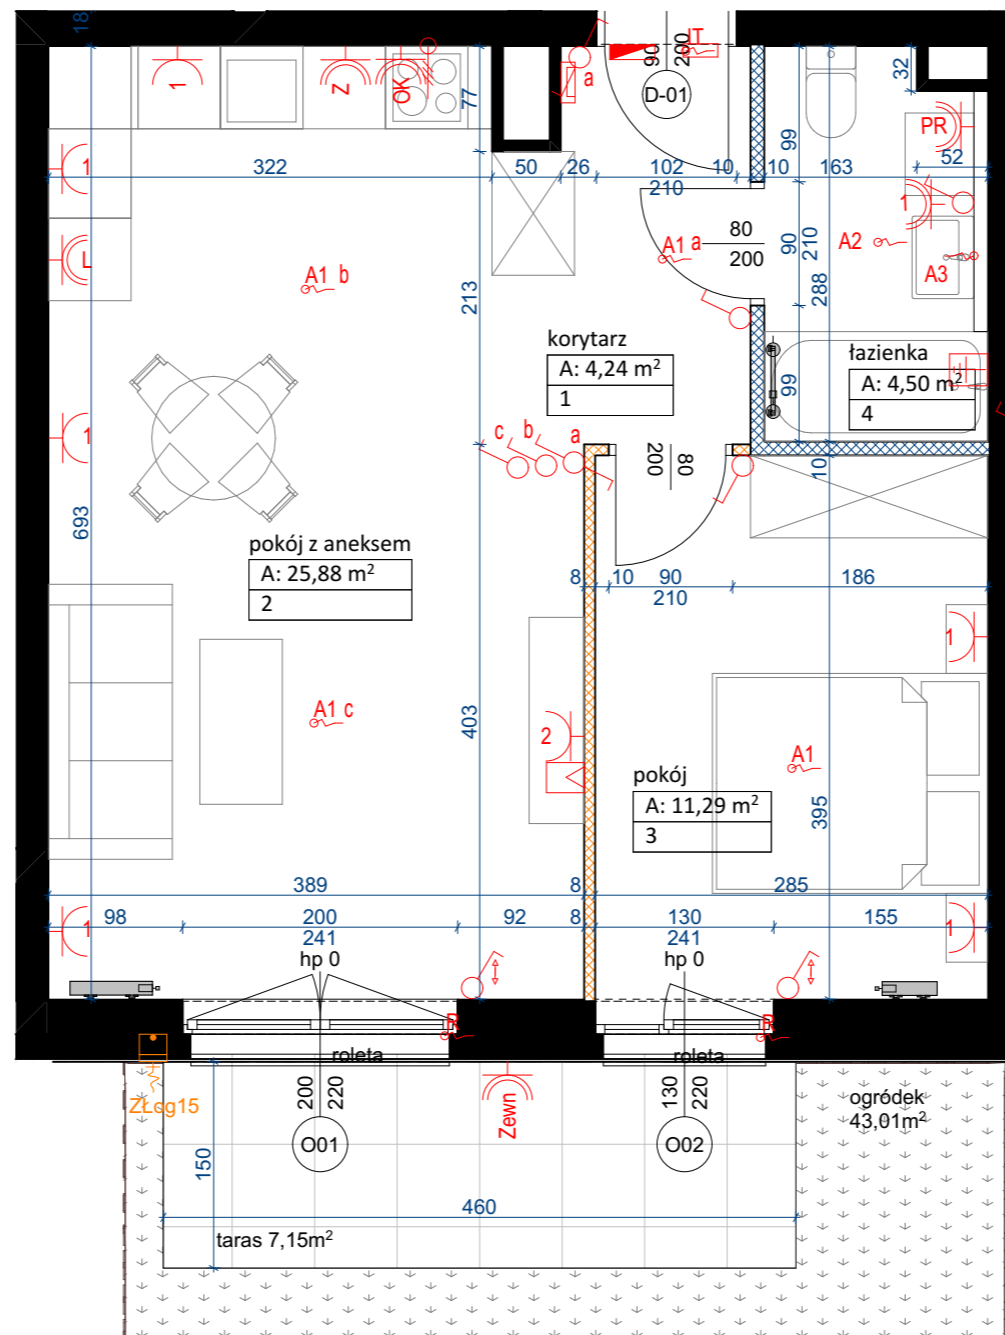 18
1
Z
OK
77
a
90
200
IT
D-01
32
99
PR
52
1
322
50
26
102
210
10
10
163
1
L
A1 b
213
A1 a
80
200
90
210
288
A2
A3
korytarz
A: 4,24 m²
1
łazienka
A: 4,50 m²
4
99
1
c
b
a
80
200
10
693
pokój z aneksem
A: 25,88 m²
2
8
10
90
210
186
1
A1 c
403
2
A1
pokój
A: 11,29 m²
3
395
389
8
285
1
98
200
241
92
8
130
241
155
1
hp 0
hp 0
R
R
roleta
roleta
ZŁog15
200
220
Zewn
130
220
ogródek
43,01m²
O01
O02
150
460
taras 7,15m²